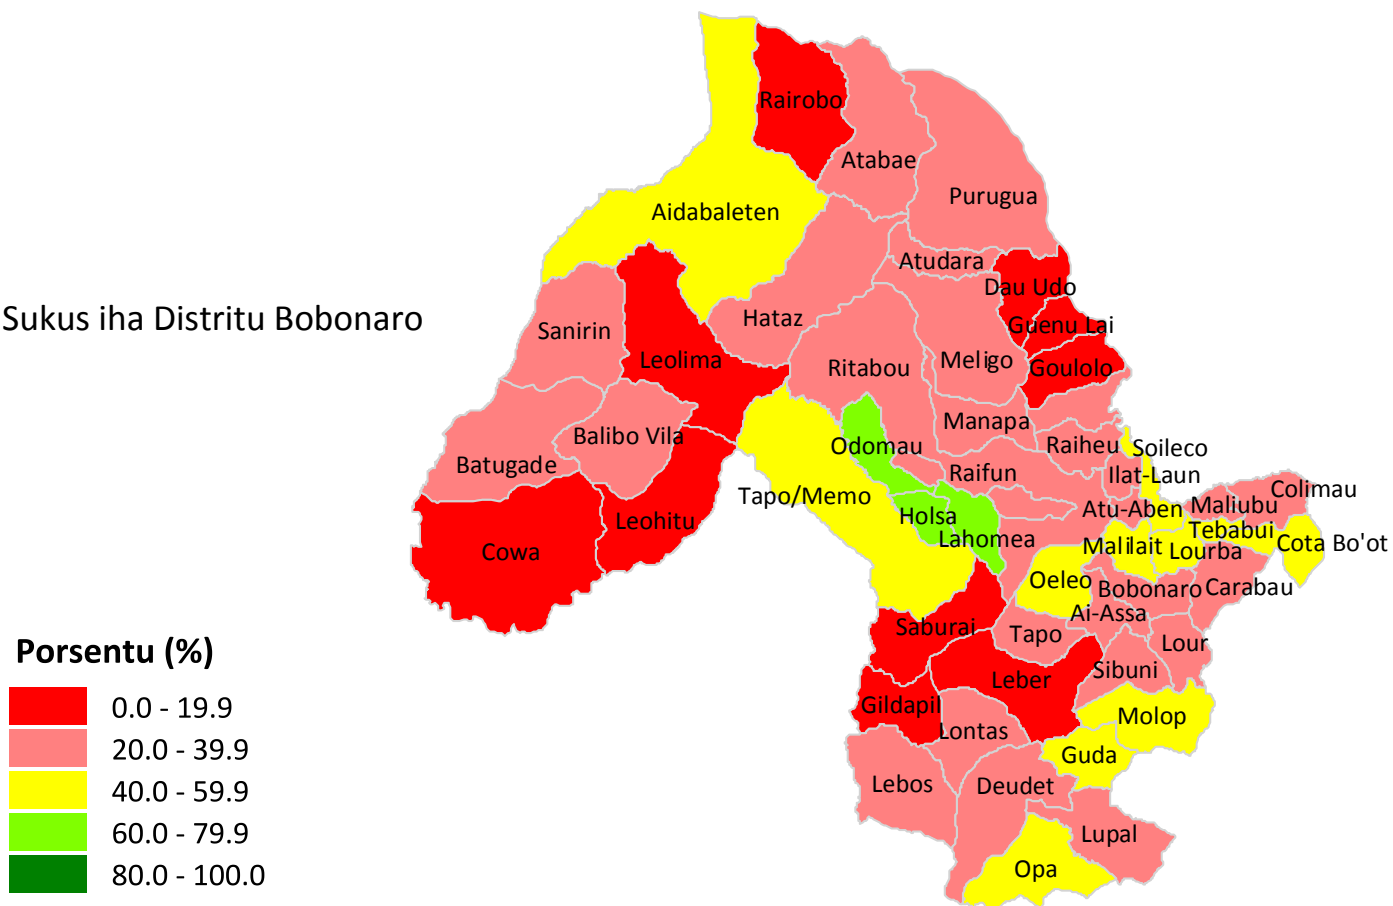 Rairobo
Atabae
Purugua
Aidabaleten
Atudara
Dau Udo
Sukus iha Distritu Bobonaro
Sanirin
Hataz
Guenu Lai
Leolima
Ritabou
Meligo
Goulolo
Manapa
Balibo Vila
Odomau
Raiheu
Soileco
Batugade
Raifun
Ilat-Laun
Tapo/Memo
Colimau
Leohitu
Holsa
Atu-Aben
Maliubu
Cowa
Lahomea
Malilait
Lourba
Tebabui
Cota Bo'ot
Oeleo
Bobonaro
Carabau
Ai-Assa
Saburai
Tapo
Lour
Porsentu (%)
Leber
Sibuni
0.0 - 19.9
Gildapil
Molop
20.0 - 39.9
Lontas
Guda
40.0 - 59.9
Lebos
Deudet
60.0 - 79.9
Lupal
80.0 - 100.0
Opa